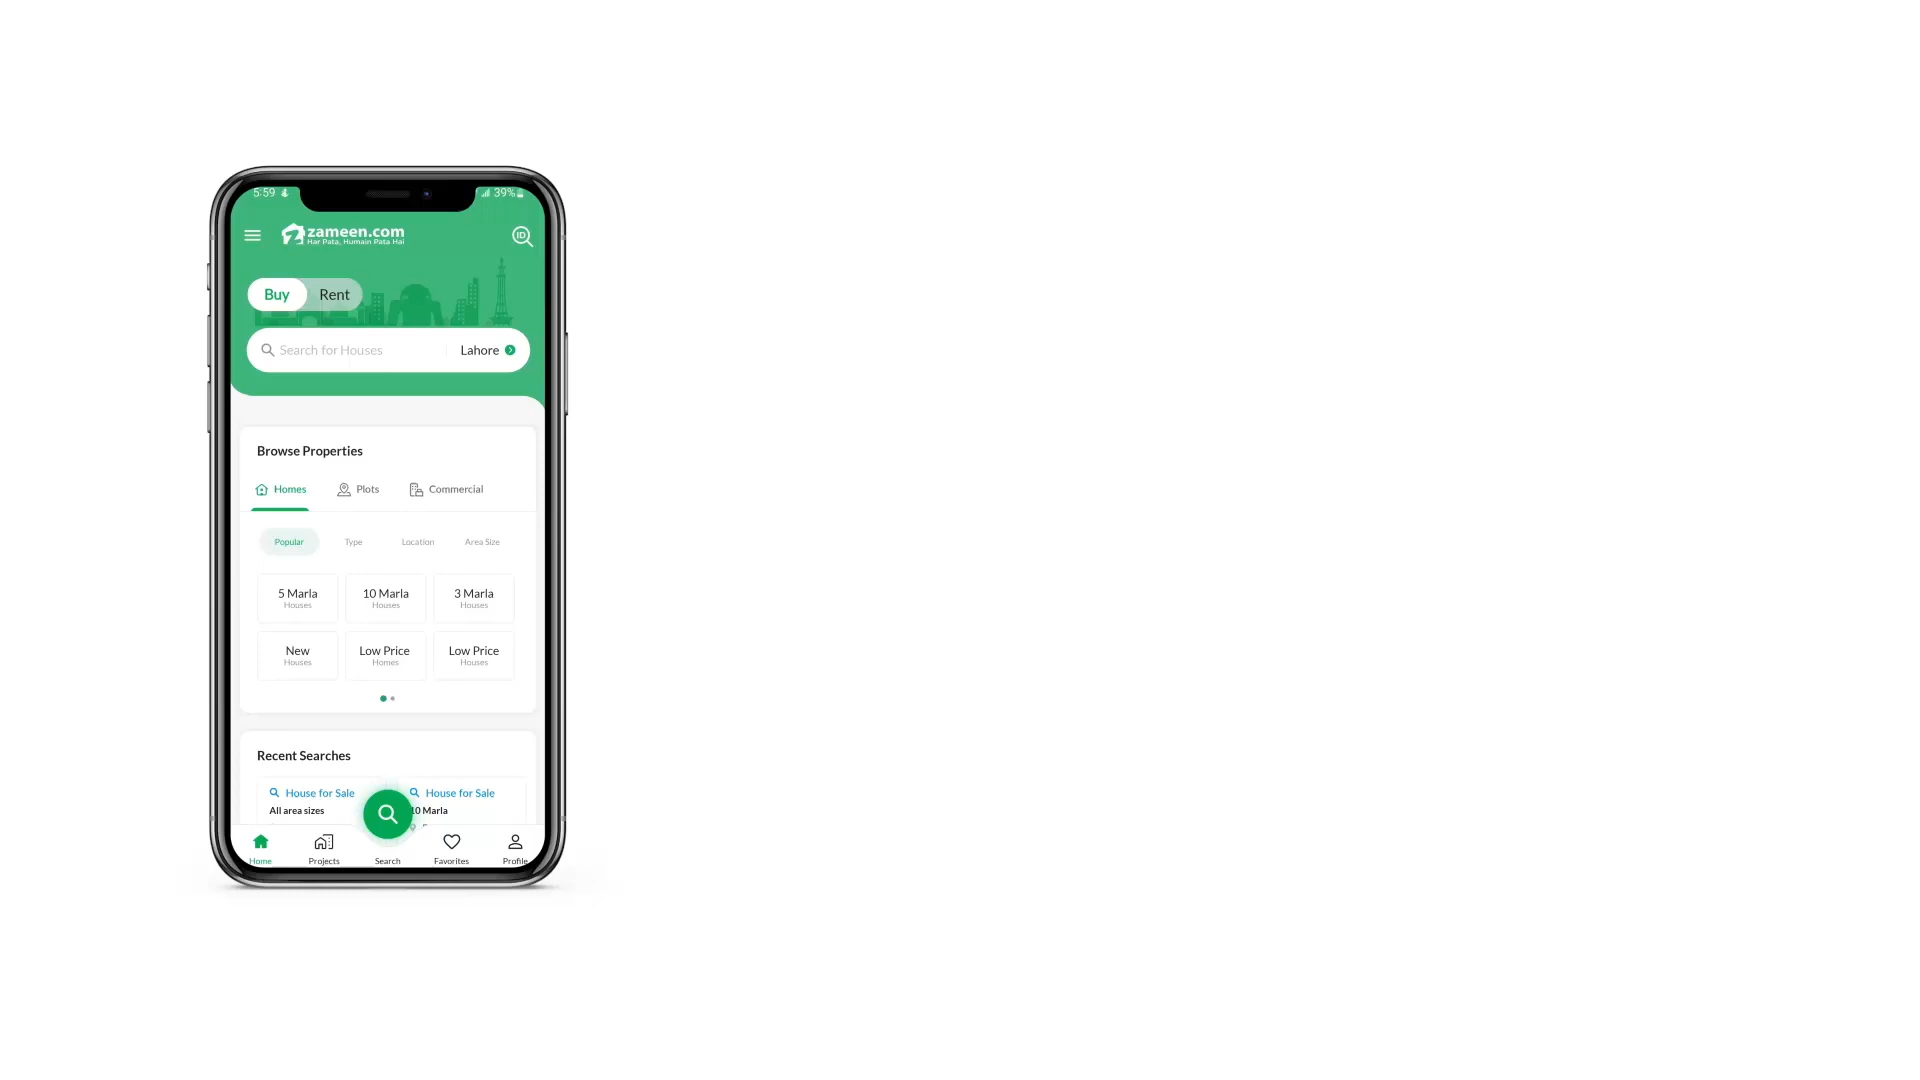 5:59
39%
zameen.com
Har Pata, Humain Pata Hai
ID
Buy Rent
Search for Houses Lahore
Browse Properties
Homes Plots Commercial
Popular Type Location Area Size
5 Marla 10 Marla 3 Marla
Houses Houses Houses
New Low Price Low Price
Houses Homes Houses
Recent Searches
House for Sale House for Sale
All area sizes 10 Marla
Home Projects Search Favorites Profile